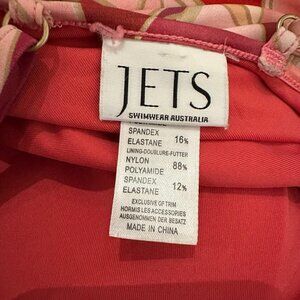 JETS
SWIMWEAR AUSTRALIA
SPANDEX
ELASTANE 16%
LINING-DOUBLURE-FUTTER
NYLON 88%
POLYAMIDE
SPANDEX 12%
ELASTANE
EXCLUSIVE OF TRIM
HORMIS LES ACCESSOIRES
AUSGENOMMEN DER BESATZ
MADE IN CHINA